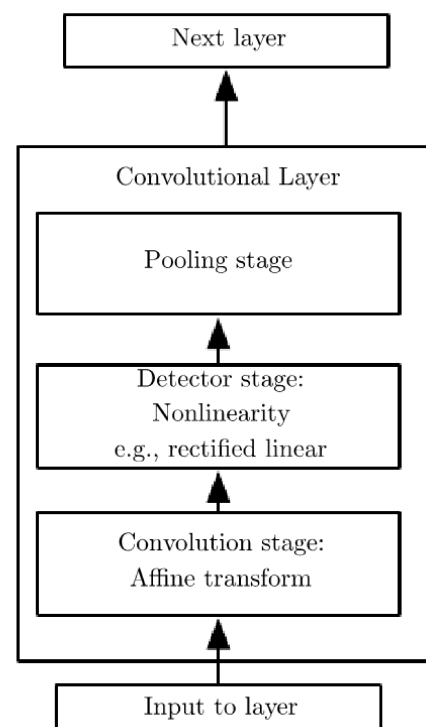 Next layer
Convolutional Layer
Pooling stage
Detector stage:
Nonlinearity
e.g., rectified linear
Convolution stage:
Affine transform
Input to layer